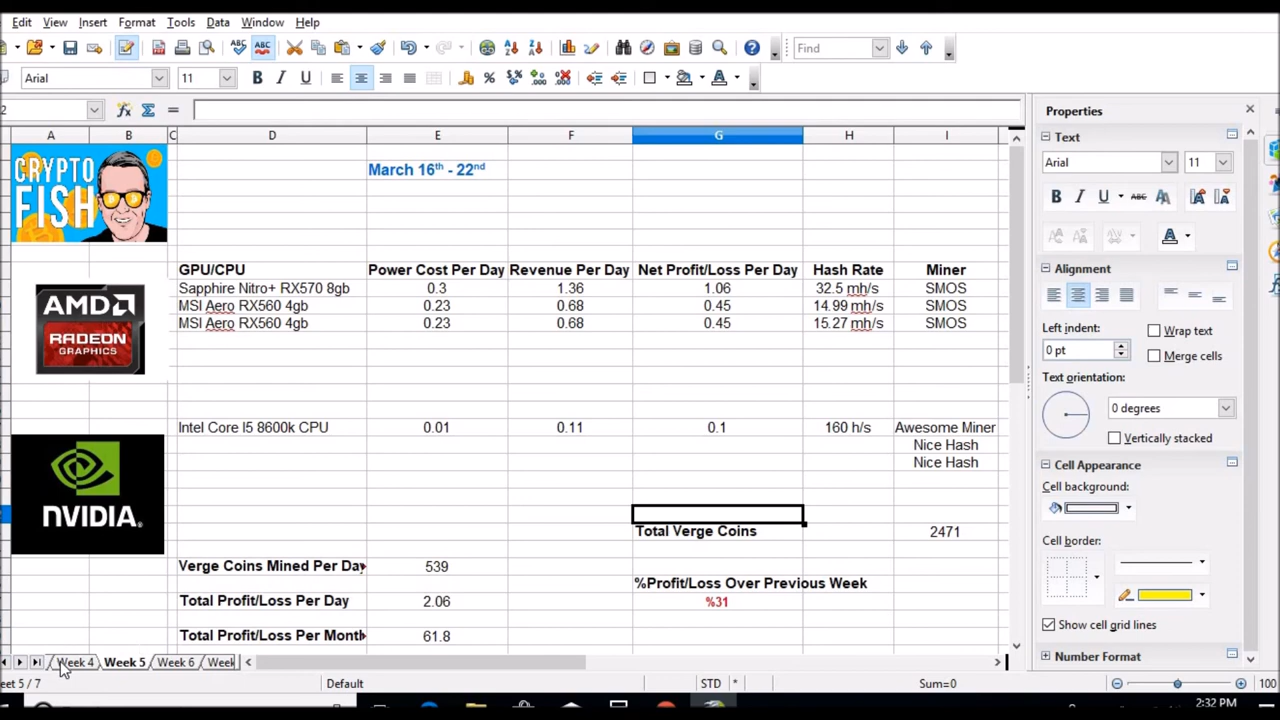 Edit View Insert Format Tools Data Window Help
Find
Arial 11
2
A B C D E F G H I
CRYPTO FISH
March 16th - 22nd
AMD RADEON GRAPHICS
GPU/CPU Power Cost Per Day Revenue Per Day Net Profit/Loss Per Day Hash Rate Miner
Sapphire Nitro+ RX570 8gb 0.3 1.36 1.06 32.5 mh/s SMOS
MSI Aero RX560 4gb 0.23 0.68 0.45 14.99 mh/s SMOS
MSI Aero RX560 4gb 0.23 0.68 0.45 15.27 mh/s SMOS
Intel Core I5 8600k CPU 0.01 0.11 0.1 160 h/s Awesome Miner
Nice Hash
Nice Hash
NVIDIA
Total Verge Coins 2471
Verge Coins Mined Per Day 539
%Profit/Loss Over Previous Week
%31
Total Profit/Loss Per Day 2.06
Total Profit/Loss Per Month 61.8
Week 4 Week 5 Week 6 Week
eet 5 / 7 Default STD * Sum=0 100
2:32 PM
Properties
Text
Arial 11
Alignment
Left indent:
0 pt
Wrap text
Merge cells
Text orientation:
0 degrees
Vertically stacked
Cell Appearance
Cell background:
Cell border:
Show cell grid lines
Number Format